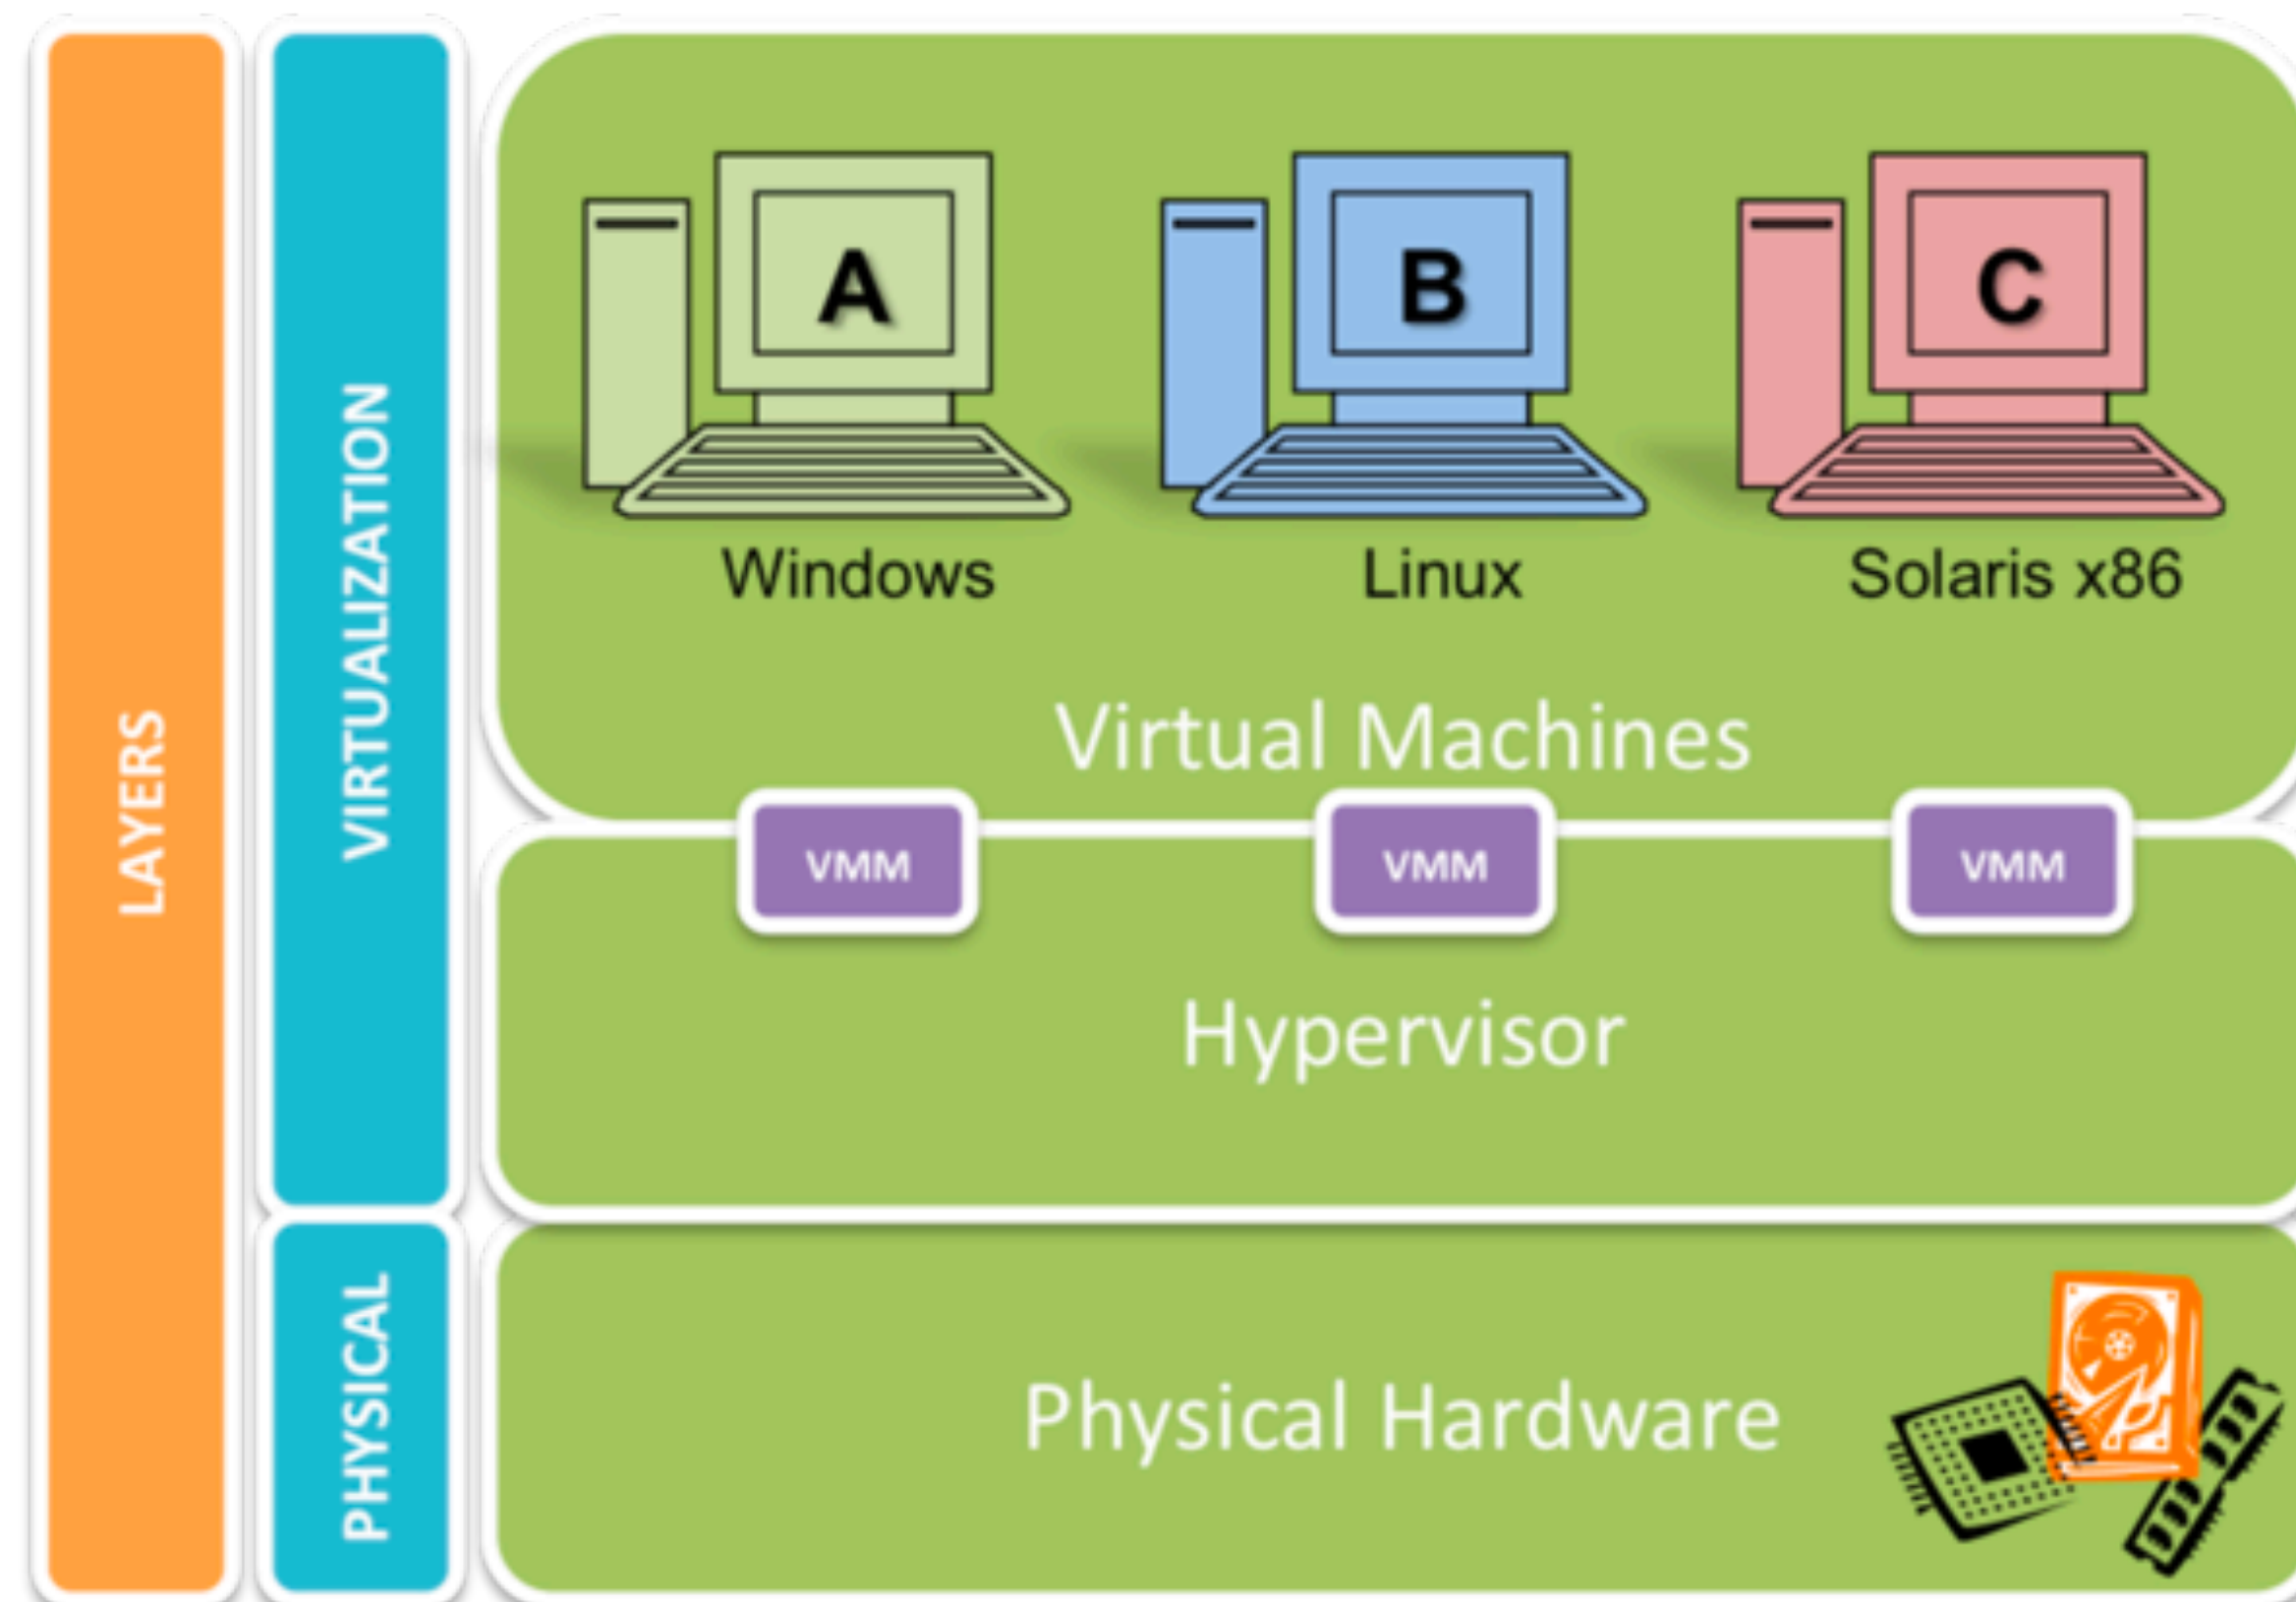 LAYERS
VIRTUALIZATION
A
B
C
Windows
Linux
Solaris x86
Virtual Machines
VMM
VMM
VMM
Hypervisor
PHYSICAL
Physical Hardware